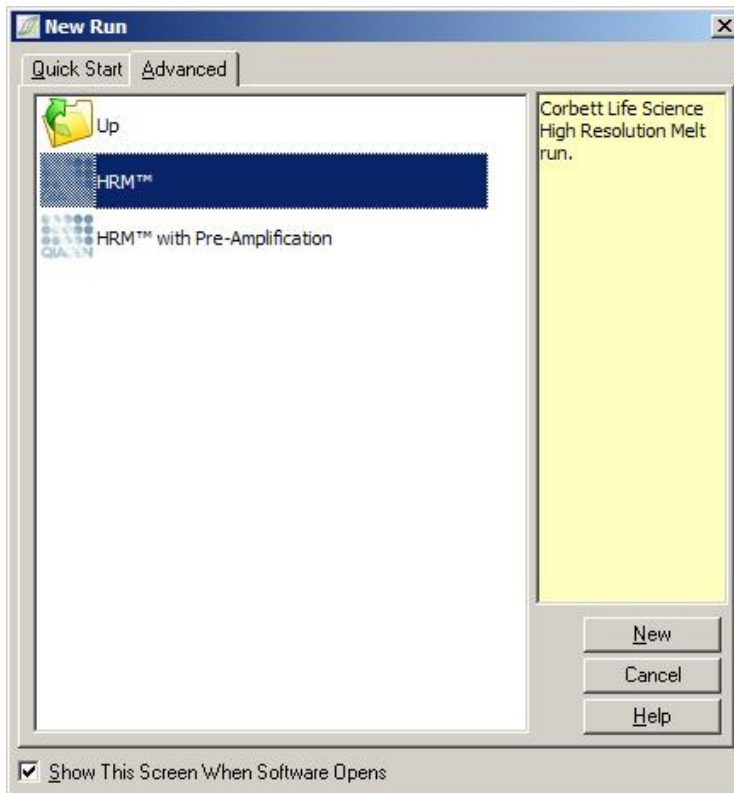 New Run
Quick Start
Advanced
Up
HRM™
HRM™ with Pre-Amplification
QIAGEN
Corbett Life Science
High Resolution Melt
run.
New
Cancel
Help
Show This Screen When Software Opens